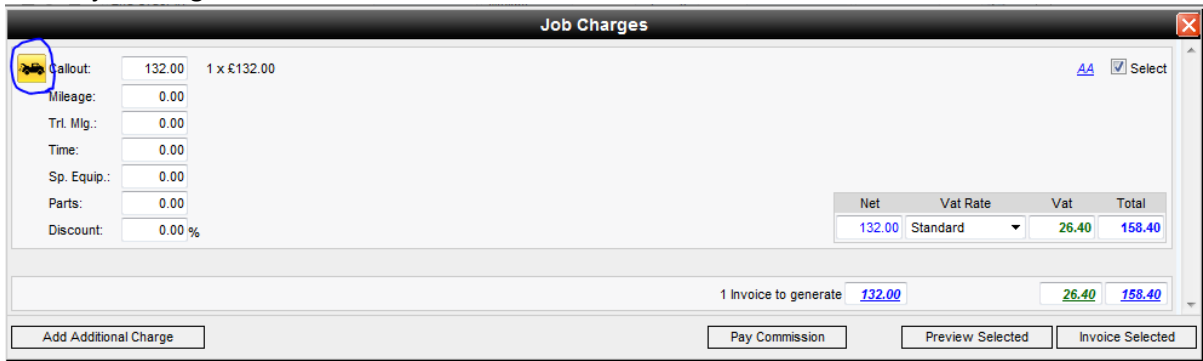 Job Charges
Callout: 132.00 1 x £132.00 AA Select
Mileage: 0.00
Trl. Mlg.: 0.00
Time: 0.00
Sp. Equip.: 0.00
Parts: 0.00 Net Vat Rate Vat Total
Discount: 0.00 % 132.00 Standard 26.40 158.40
1 Invoice to generate 132.00 26.40 158.40
Add Additional Charge Pay Commission Preview Selected Invoice Selected